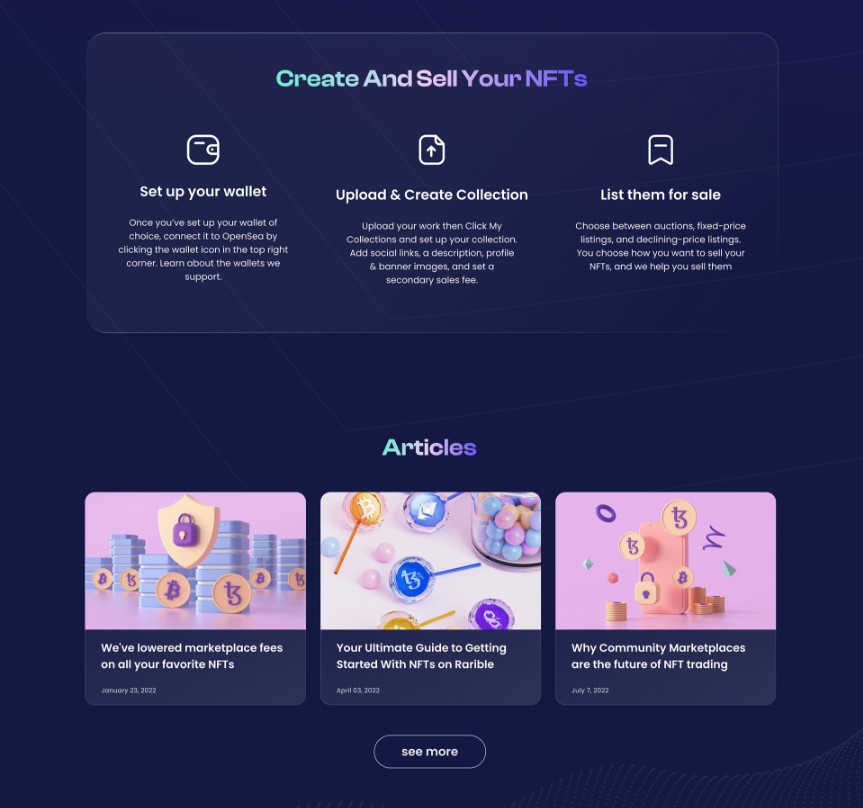 Create And Sell Your NFTs
Set up your wallet
Once you've set up your wallet of
choice, connect it to OpenSea by
clicking the wallet icon in the top right
corner. Learn about the wallets we
support.
Upload & Create Collection
Upload your work then Click My
Collections and set up your collection.
Add social links, a description, profile
& banner images, and set a
secondary sales fee.
List them for sale
Choose between auctions, fixed-price
listings, and declining-price listings.
You choose how you want to sell your
NFTs, and we help you sell them
Articles
We've lowered marketplace fees
on all your favorite NFTs
January 23, 2022
Your Ultimate Guide to Getting
Started With NFTs on Rarible
April 03, 2022
Why Community Marketplaces
are the future of NFT trading
July 7, 2022
see more